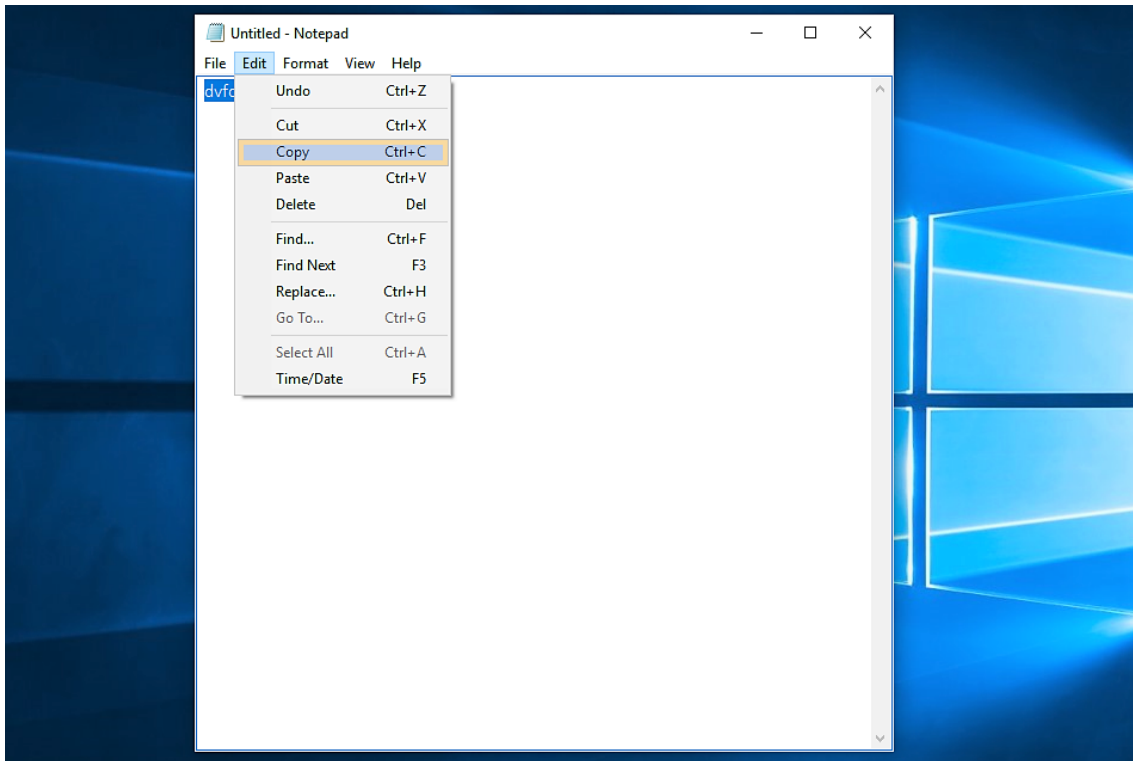 Untitled - Notepad
File Edit Format View Help
Undo Ctrl+Z
Cut Ctrl+X
Copy Ctrl+C
Paste Ctrl+V
Delete Del
Find... Ctrl+F
Find Next F3
Replace... Ctrl+H
Go To... Ctrl+G
Select All Ctrl+A
Time/Date F5